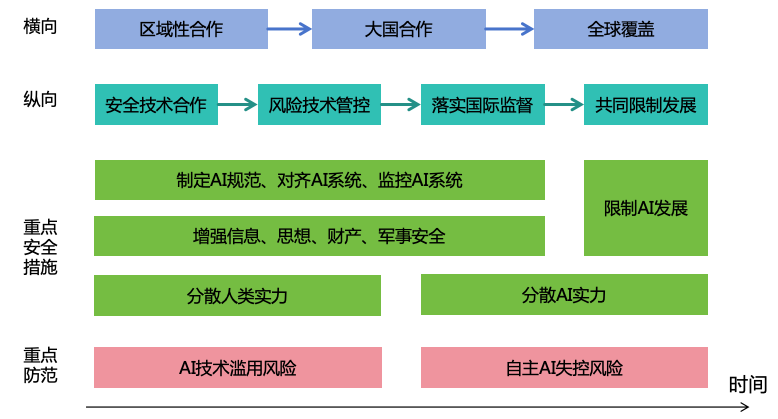 横向
区域性合作
大国合作
全球覆盖
纵向
安全技术合作
风险技术管控
落实国际监督
共同限制发展
重点
安全
措施
制定AI规范、对齐AI系统、监控AI系统
限制AI发展
增强信息、思想、财产、军事安全
分散人类实力
分散AI实力
重点
防范
AI技术滥用风险
自主AI失控风险
时间